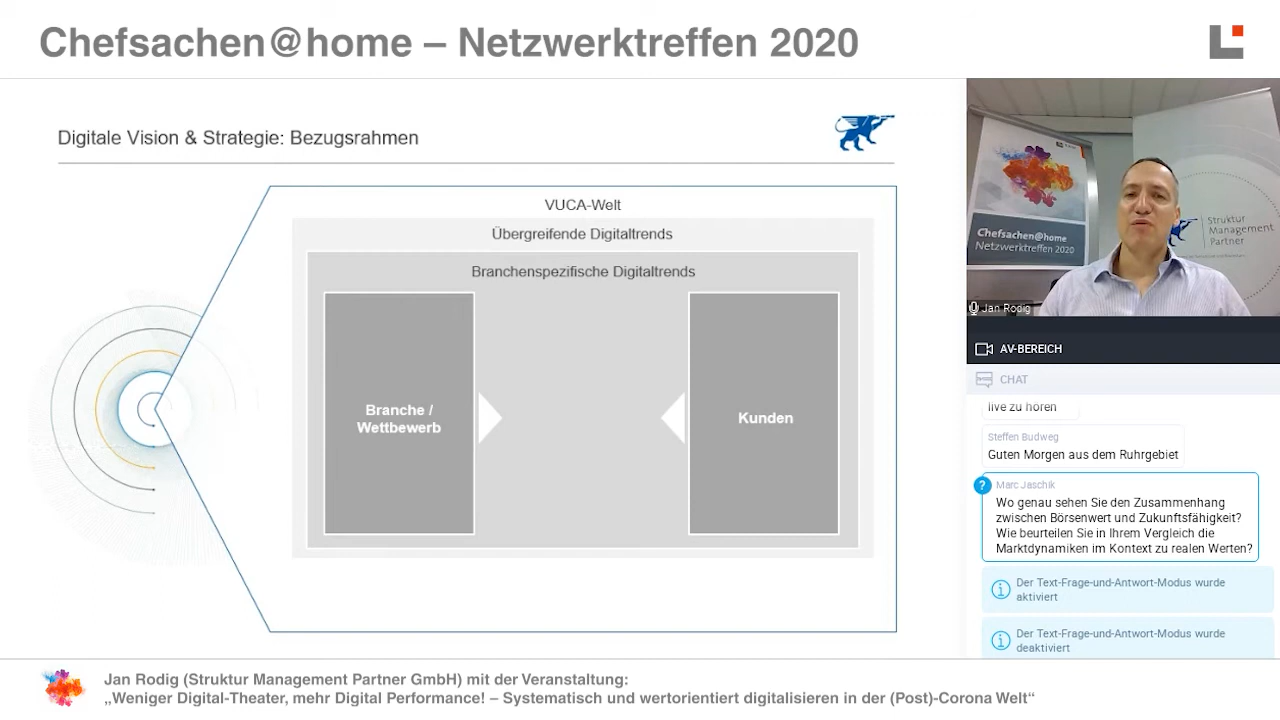 Chefsachen@home – Netzwerktreffen 2020
Digitale Vision & Strategie: Bezugsrahmen
VUCA-Welt
Übergreifende Digitaltrends
Branchenspezifische Digitaltrends
Branche /
Wettbewerb
Kunden
Chefsachen@home
Netzwerktreffen 2020
Struktur
Management
Partner
Jan Rodig
AV-BEREICH
CHAT
live zu hören
Steffen Budweg
Guten Morgen aus dem Ruhrgebiet
?
Marc Jaschik
Wo genau sehen Sie den Zusammenhang
zwischen Börsenwert und Zukunftsfähigkeit?
Wie beurteilen Sie in Ihrem Vergleich die
Marktdynamiken im Kontext zu realen Werten?
Der Text-Frage-und-Antwort-Modus wurde
aktiviert
Der Text-Frage-und-Antwort-Modus wurde
deaktiviert
Jan Rodig (Struktur Management Partner GmbH) mit der Veranstaltung:
„Weniger Digital-Theater, mehr Digital Performance! – Systematisch und wertorientiert digitalisieren in der (Post)-Corona Welt“